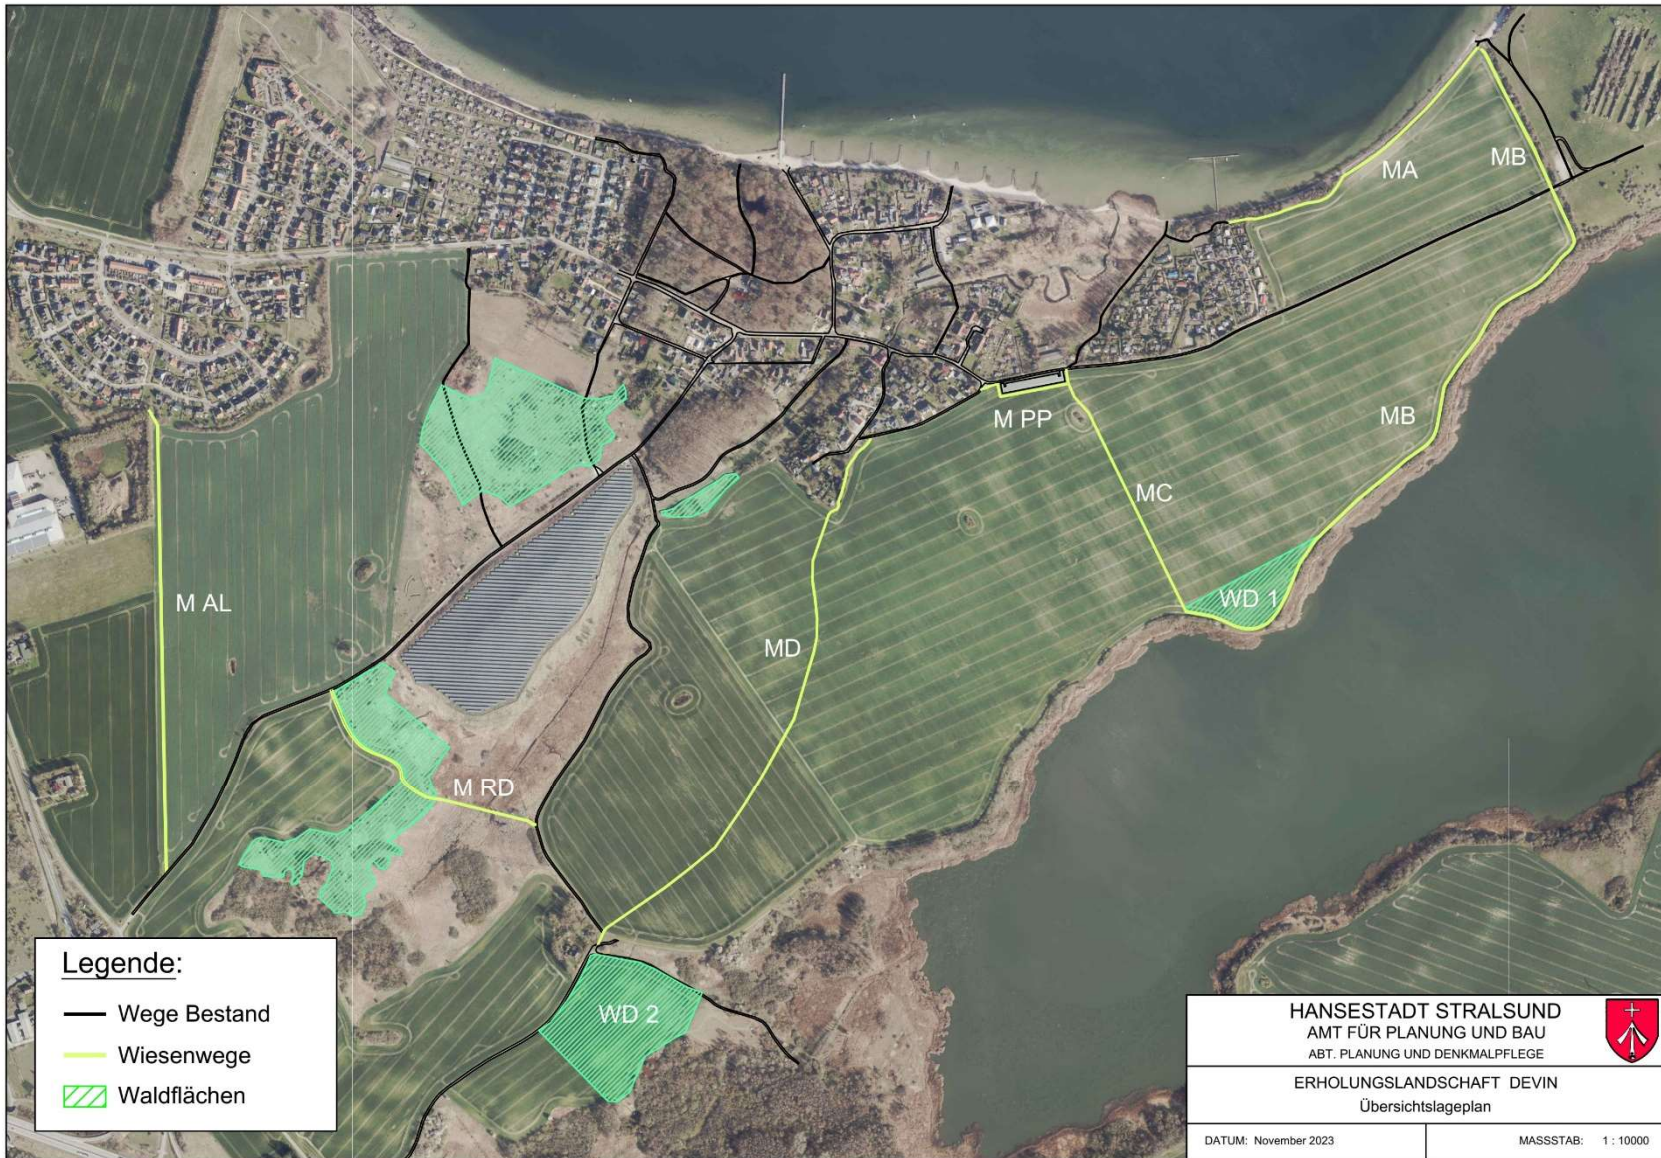 MA
MB
M PP
MB
MC
WD 1
M AL
MD
M RD
WD 2
Legende:
Wege Bestand
Wiesenwege
Waldflächen
HANSESTADT STRALSUND
AMT FÜR PLANUNG UND BAU
ABT. PLANUNG UND DENKMALPFLEGE
ERHOLUNGSLANDSCHAFT DEVIN
Übersichtslageplan
DATUM: November 2023
MASSSTAB: 1 : 10000